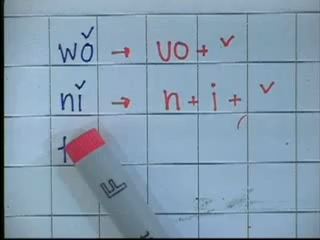 wǒ → uo + ˇ
nǐ → n + i + ˇ
F